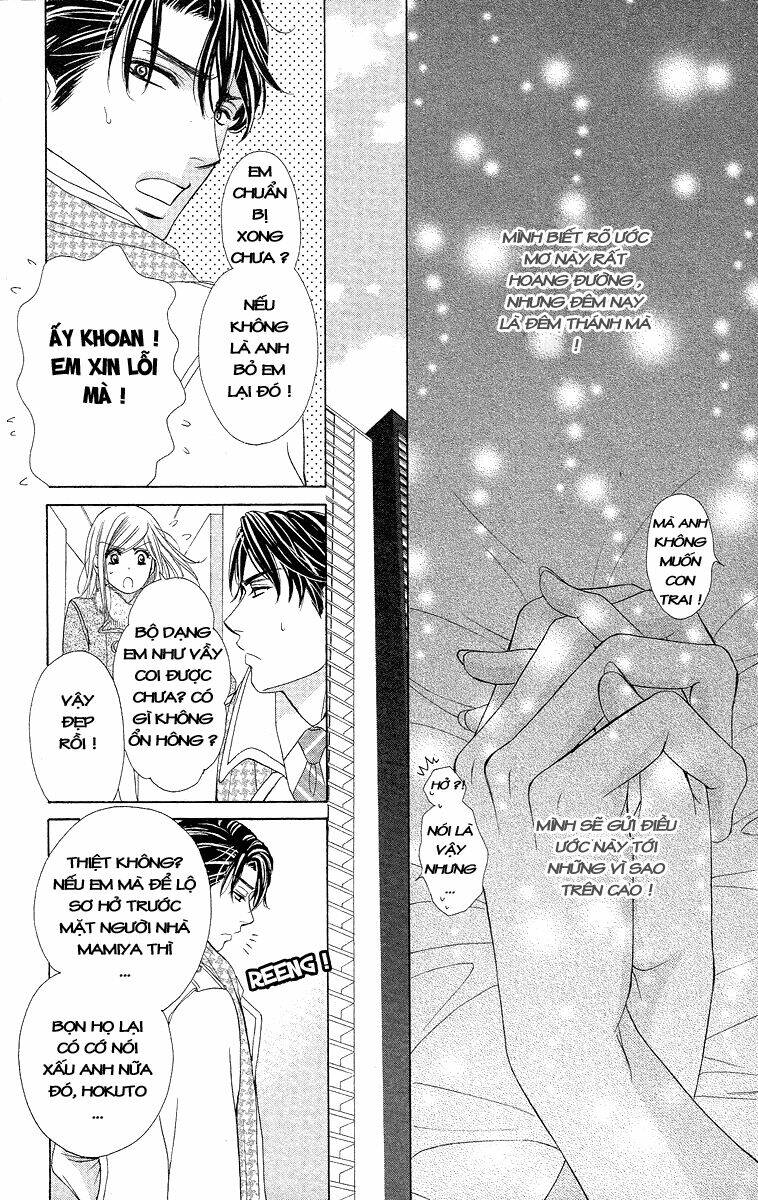 MÌNH BIẾT RÕ ƯỚC
MƠ NÀY RẤT
HOANG ĐƯỜNG,
NHƯNG ĐÊM NAY
LÀ ĐÊM THÁNH MÀ
!
MÀ ANH
KHÔNG
MUỐN
CON
TRAI !
HỞ ?!
NÓI LÀ
VẬY
NHƯNG
...
MÌNH SẼ GỬI ĐIỀU
ƯỚC NÀY TỚI
NHỮNG VÌ SAO
TRÊN CAO !
EM
CHUẨN
BỊ
XONG
CHƯA ?
NẾU
KHÔNG
LÀ ANH
BỎ EM
LẠI ĐÓ !
ẤY KHOAN !
EM XIN LỖI
MÀ !
BỘ DẠNG
EM NHƯ VẦY
COI ĐƯỢC
CHƯA? CÓ
GÌ KHÔNG
ỔN HÔNG ?
VẬY
ĐẸP
RỒI !
THIỆT KHÔNG?
NẾU EM MÀ ĐỂ LỘ
SƠ HỞ TRƯỚC
MẶT NGƯỜI NHÀ
MAMIYA THÌ
...
REENG !
BỌN HỌ LẠI
CÓ CỚ NÓI
XẤU ANH NỮA
ĐÓ, HOKUTO
...